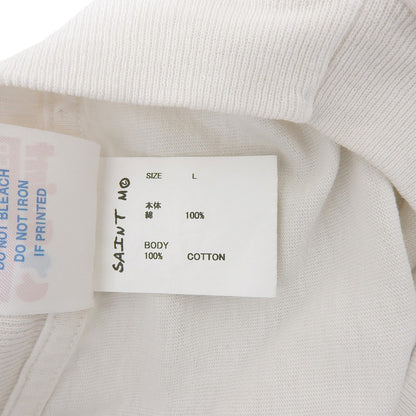 DO NOT BLEACH
DO NOT IRON
IF PRINTED
SAINT M
SIZE L
本体
綿 100%
BODY
100% COTTON